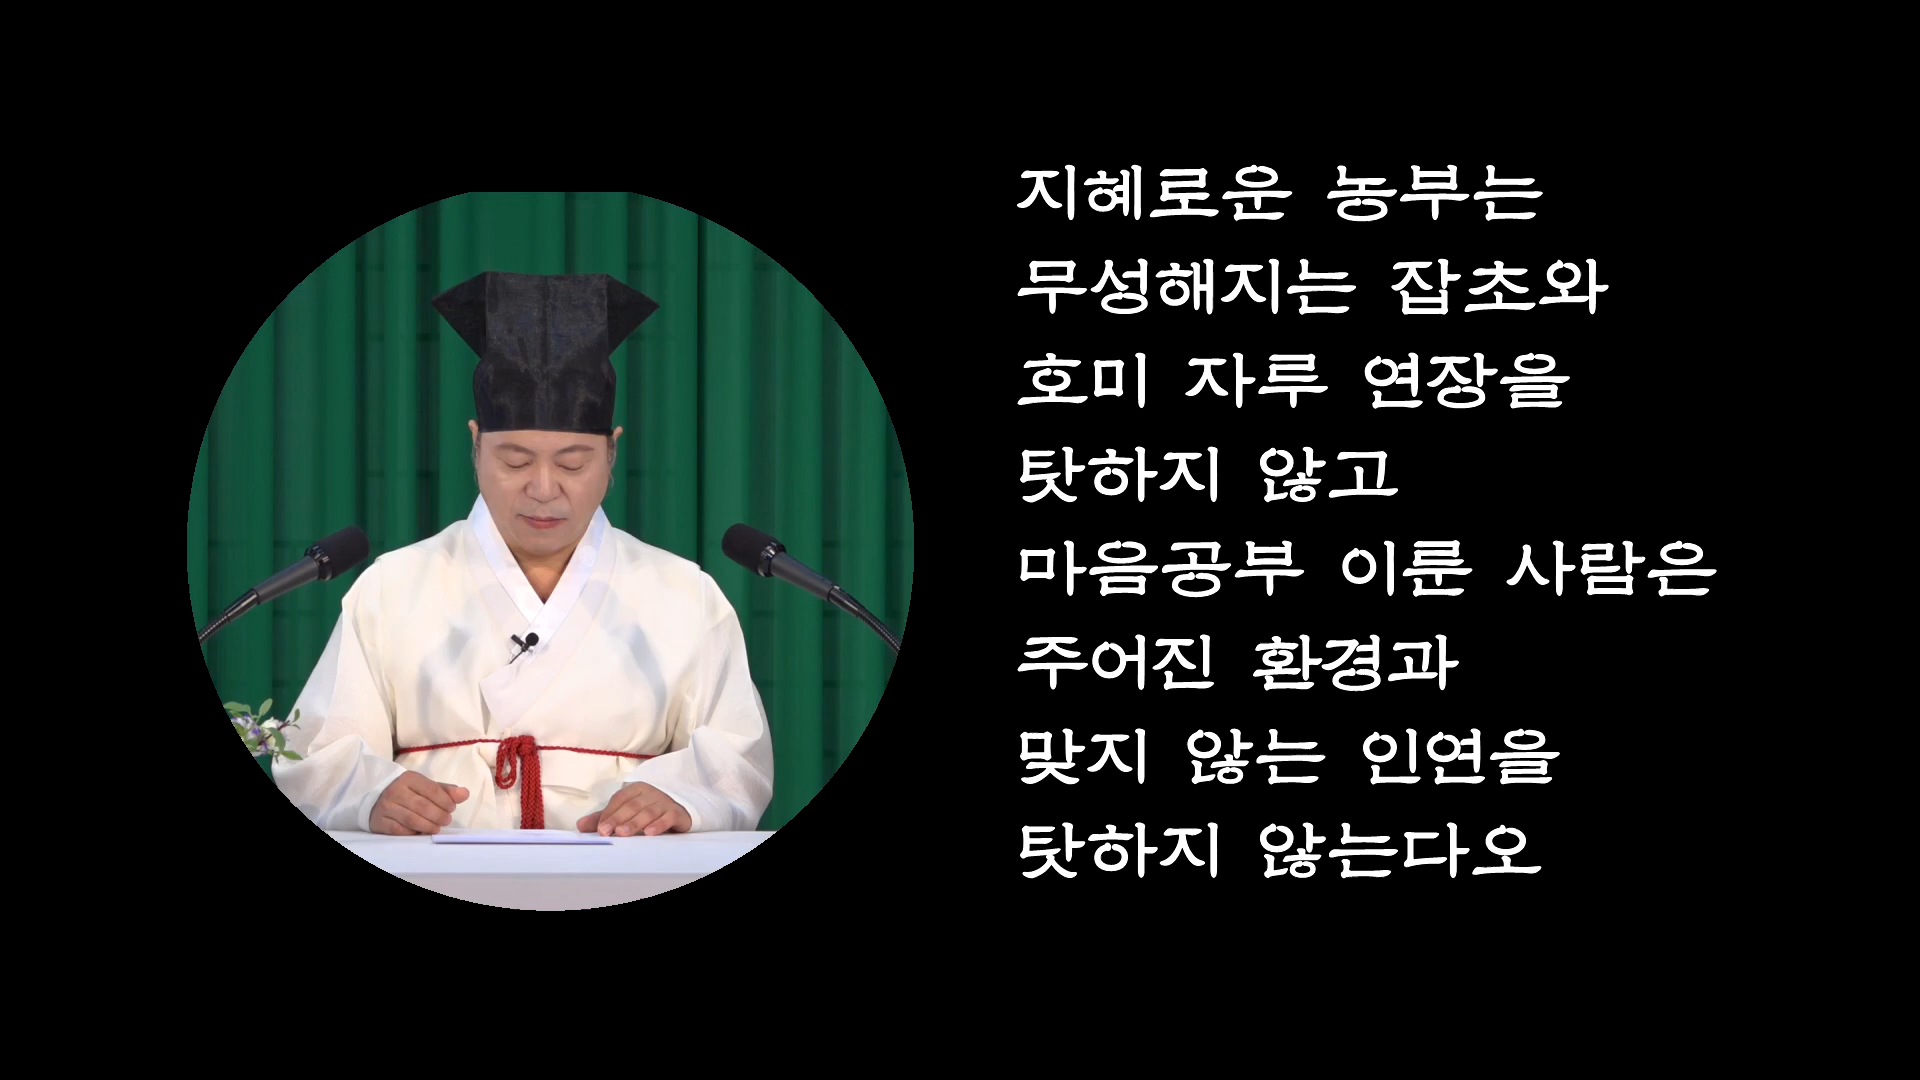 지혜로운 농부는
무성해지는 잡초와
호미 자루 연장을
탓하지 않고
마음공부 이룬 사람은
주어진 환경과
맞지 않는 인연을
탓하지 않는다오